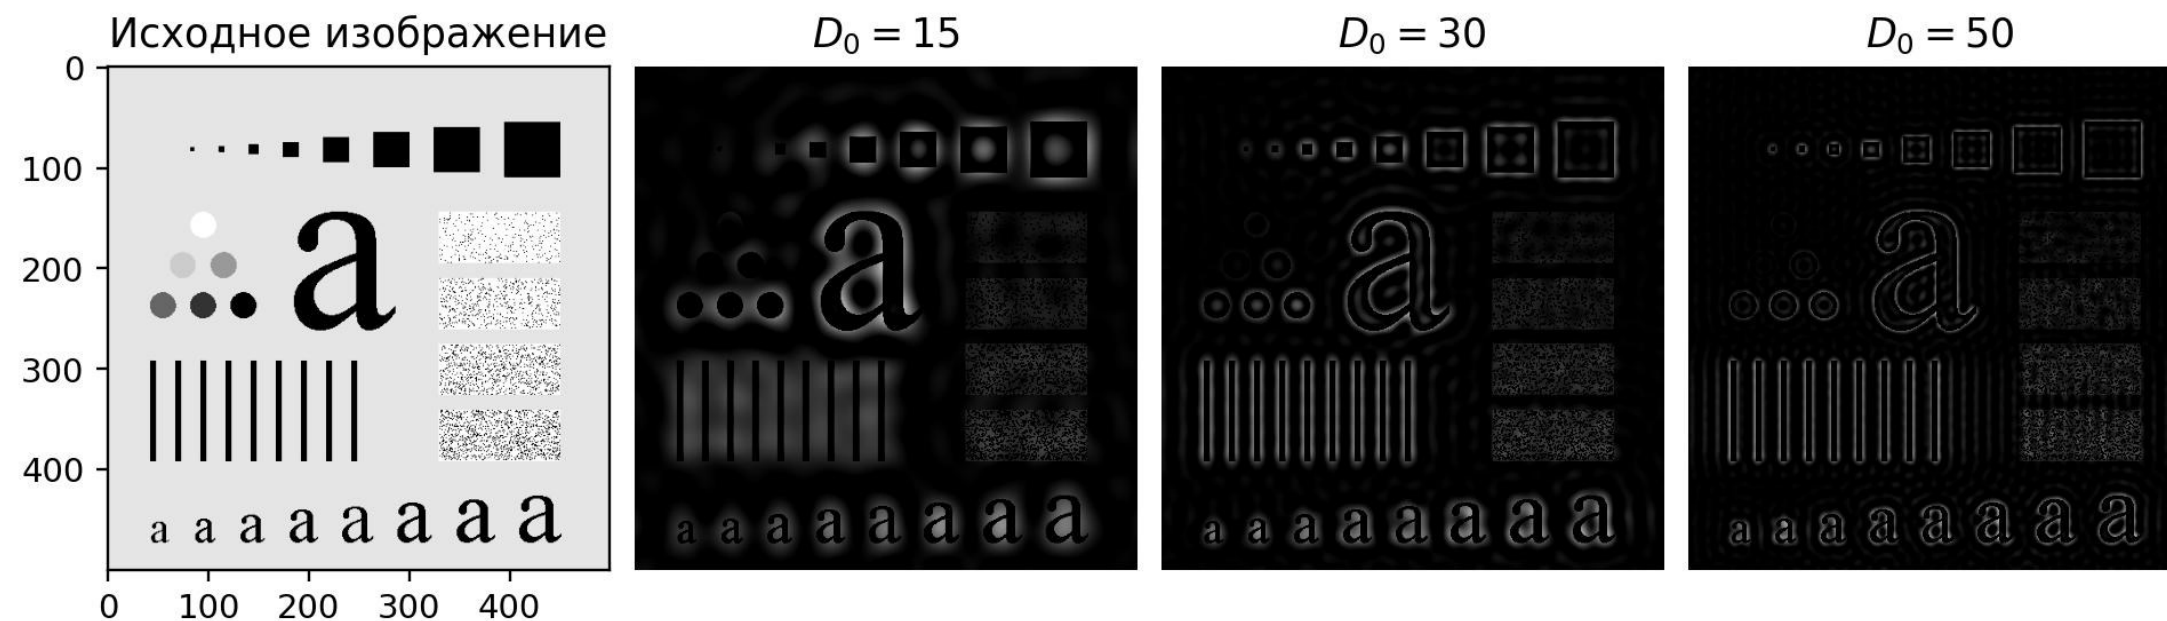 Исходное изображение
D₀ = 15
D₀ = 30
D₀ = 50
0
100
200
300
400
0 100 200 300 400
a
a a a a a a a a